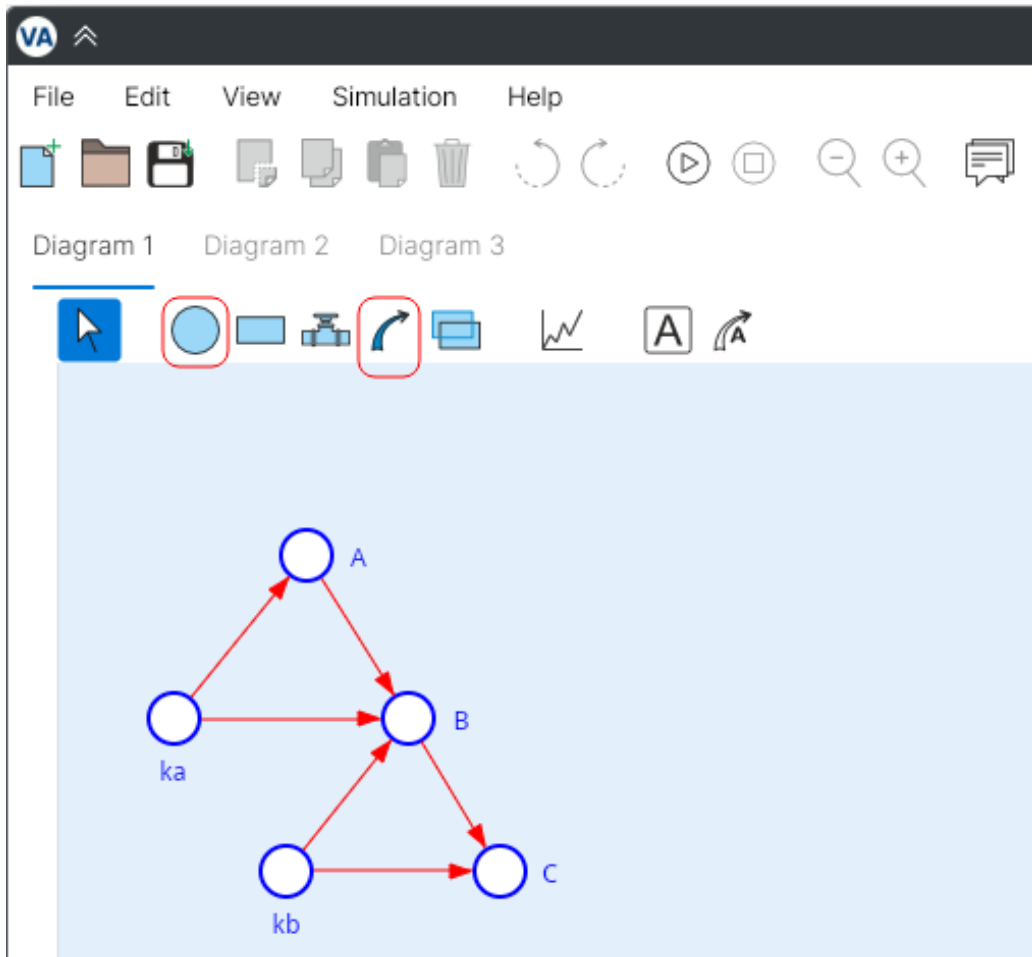 VA
File Edit View Simulation Help
Diagram 1 Diagram 2 Diagram 3
A A
A
B
ka
C
kb